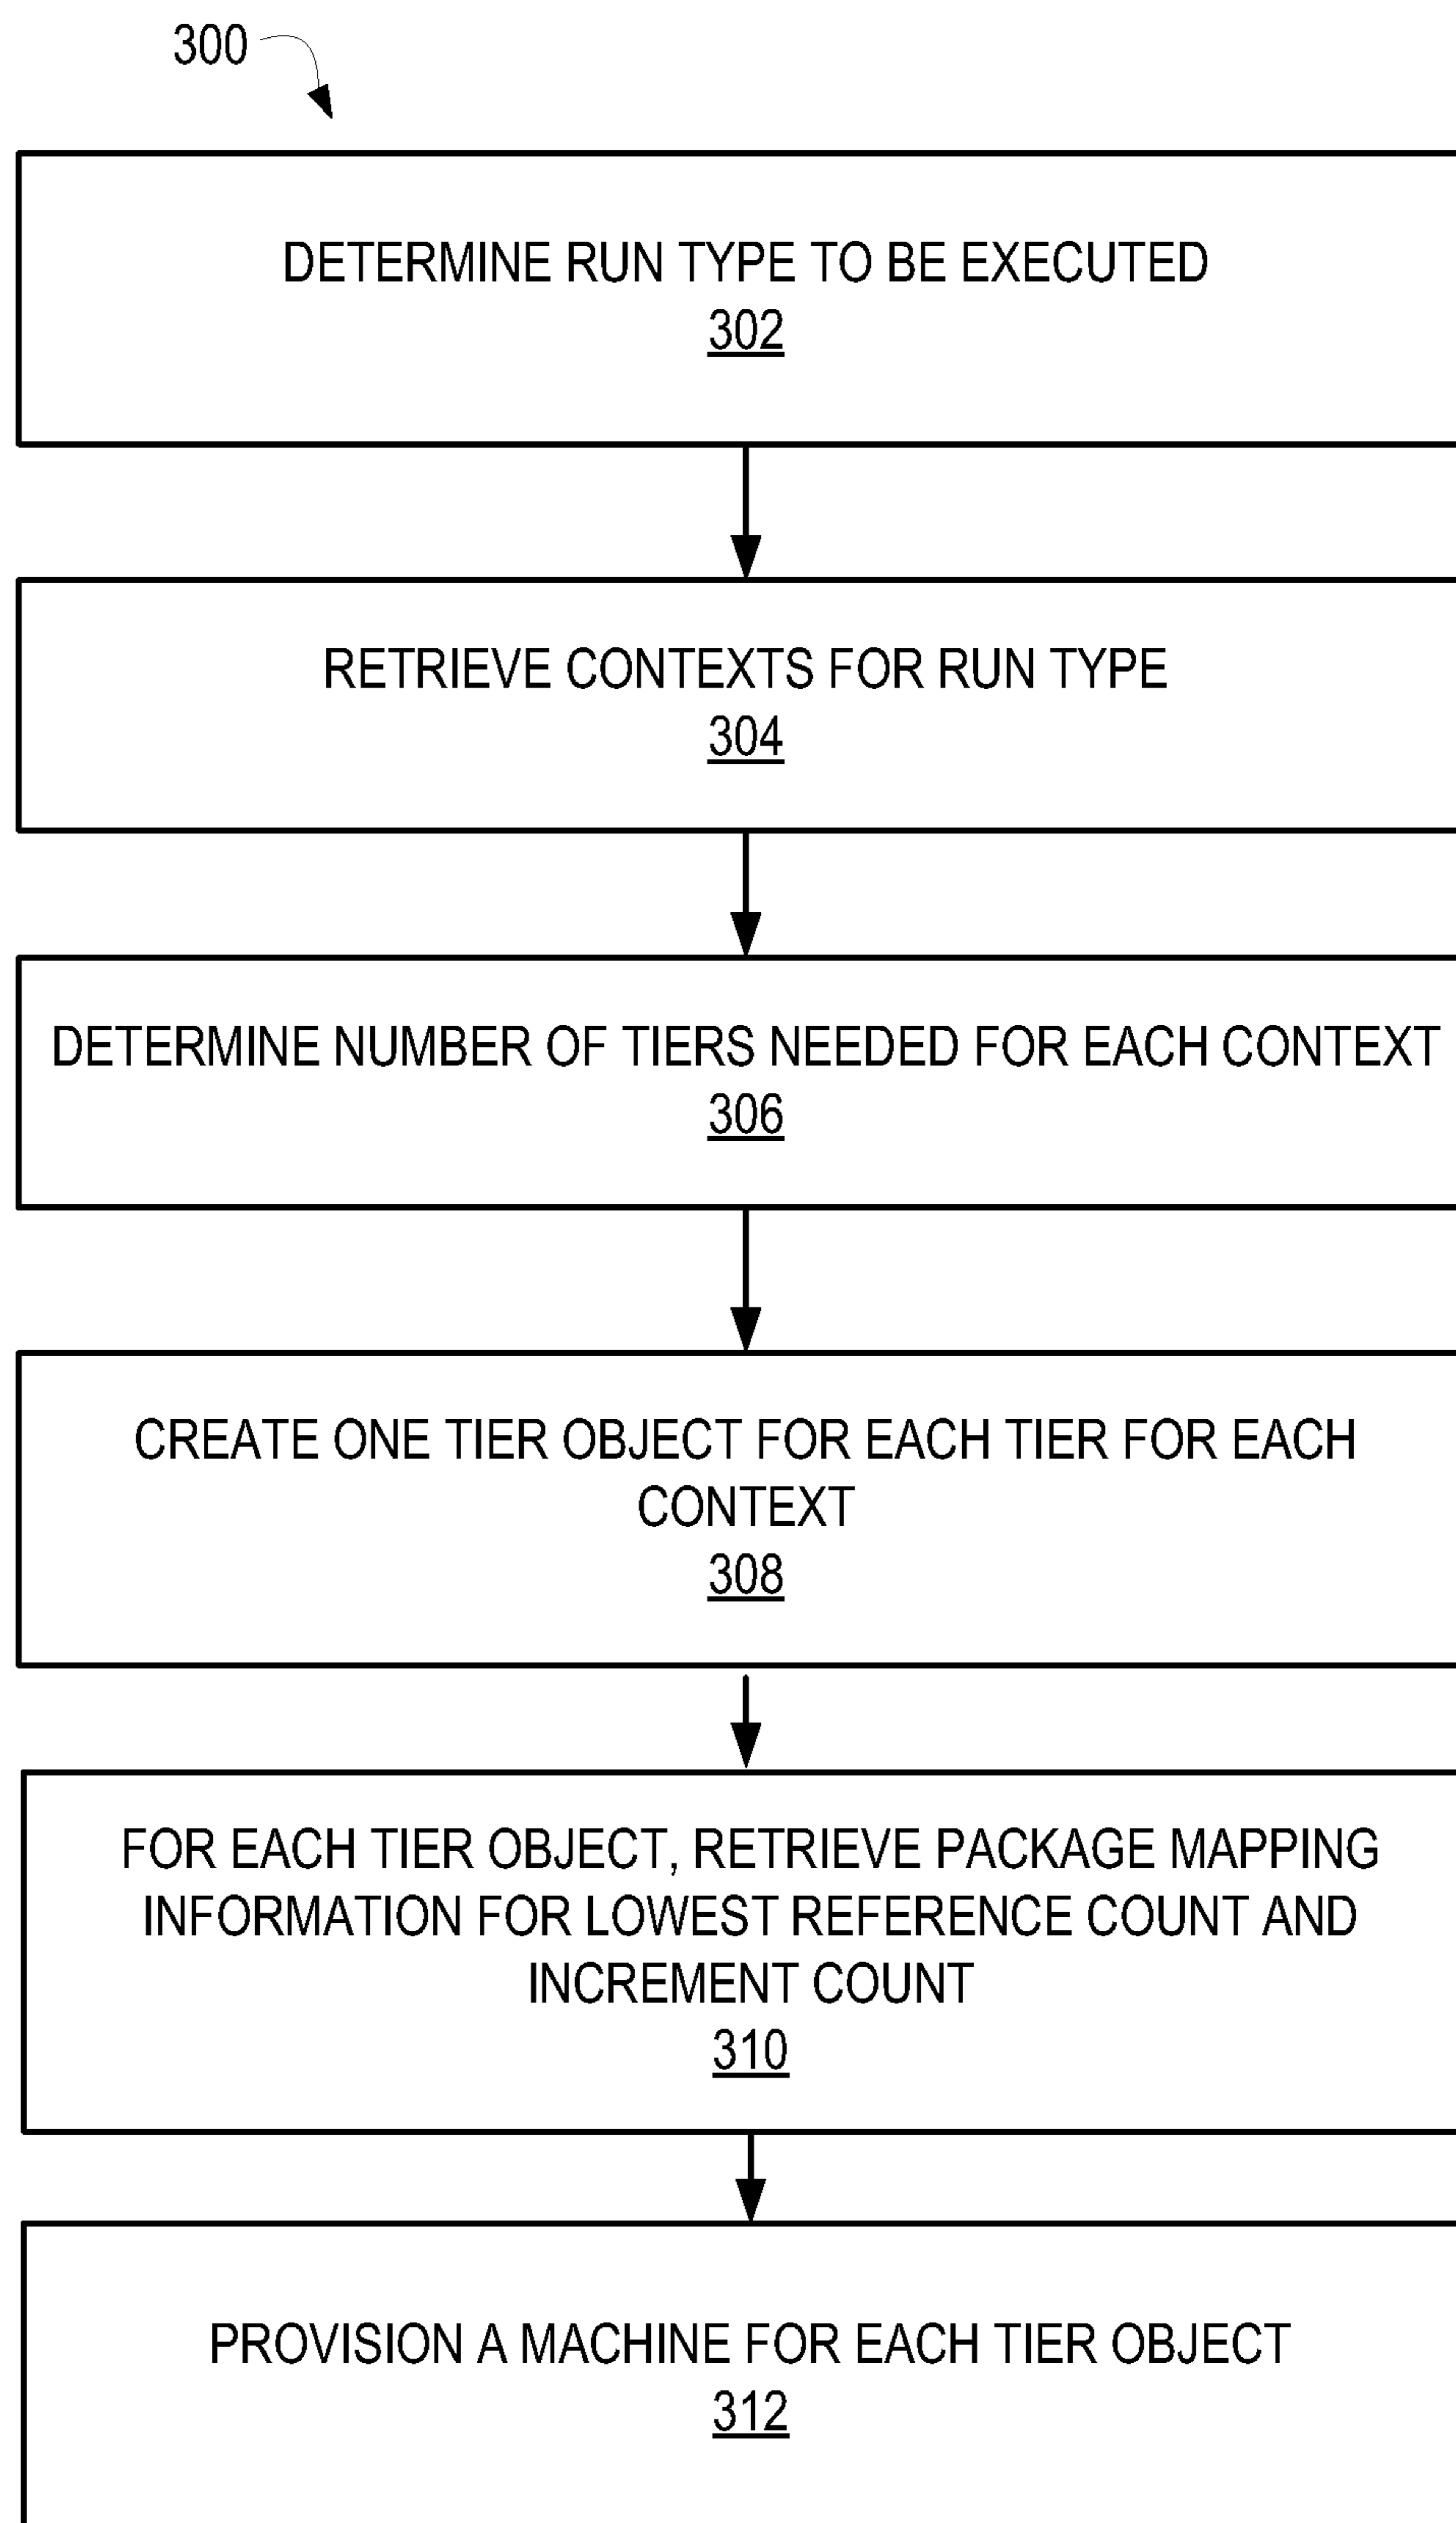 300
DETERMINE RUN TYPE TO BE EXECUTED
302
RETRIEVE CONTEXTS FOR RUN TYPE
304
DETERMINE NUMBER OF TIERS NEEDED FOR EACH CONTEXT
306
CREATE ONE TIER OBJECT FOR EACH TIER FOR EACH
CONTEXT
308
FOR EACH TIER OBJECT, RETRIEVE PACKAGE MAPPING
INFORMATION FOR LOWEST REFERENCE COUNT AND
INCREMENT COUNT
310
PROVISION A MACHINE FOR EACH TIER OBJECT
312